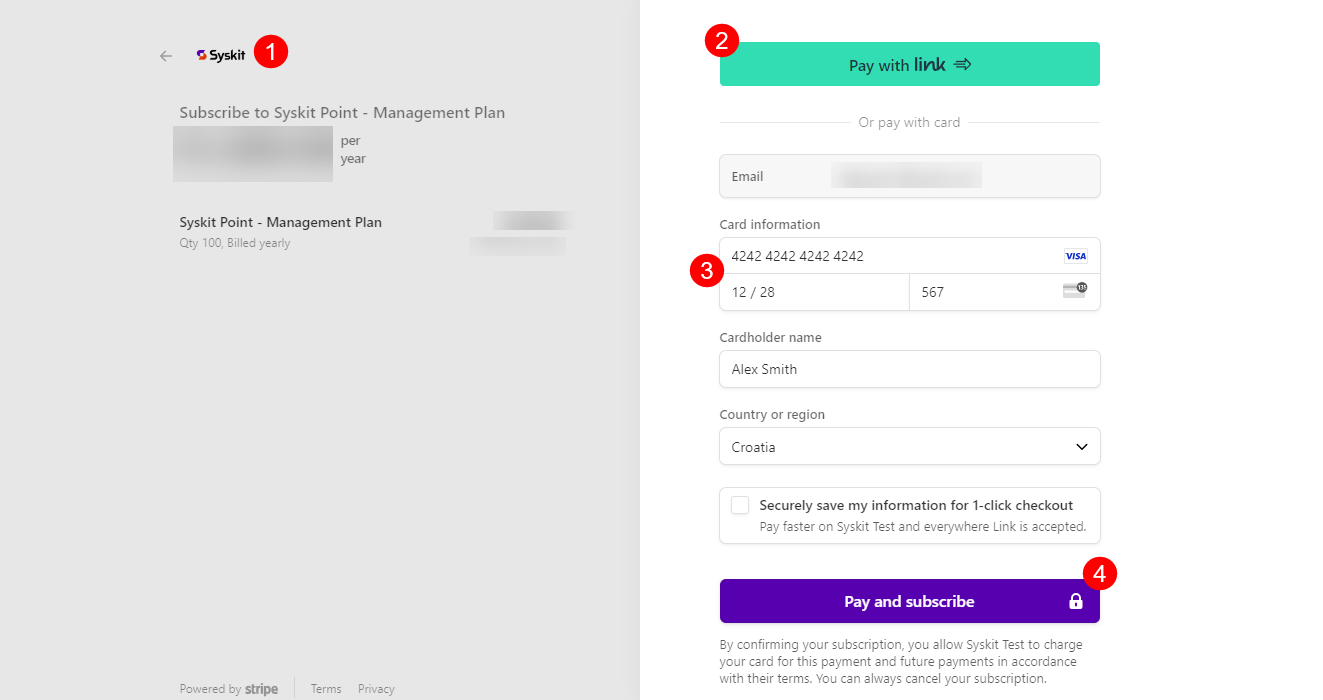 Syskit 1
Subscribe to Syskit Point - Management Plan
per
year
Syskit Point - Management Plan
Qty 100, Billed yearly
Powered by stripe
Terms Privacy
2
Pay with link
Or pay with card
Email
Card information
3
4242 4242 4242 4242 VISA
12 / 28 567 135
Cardholder name
Alex Smith
Country or region
Croatia
Securely save my information for 1-click checkout
Pay faster on Syskit Test and everywhere Link is accepted.
4
Pay and subscribe
By confirming your subscription, you allow Syskit Test to charge
your card for this payment and future payments in accordance
with their terms. You can always cancel your subscription.